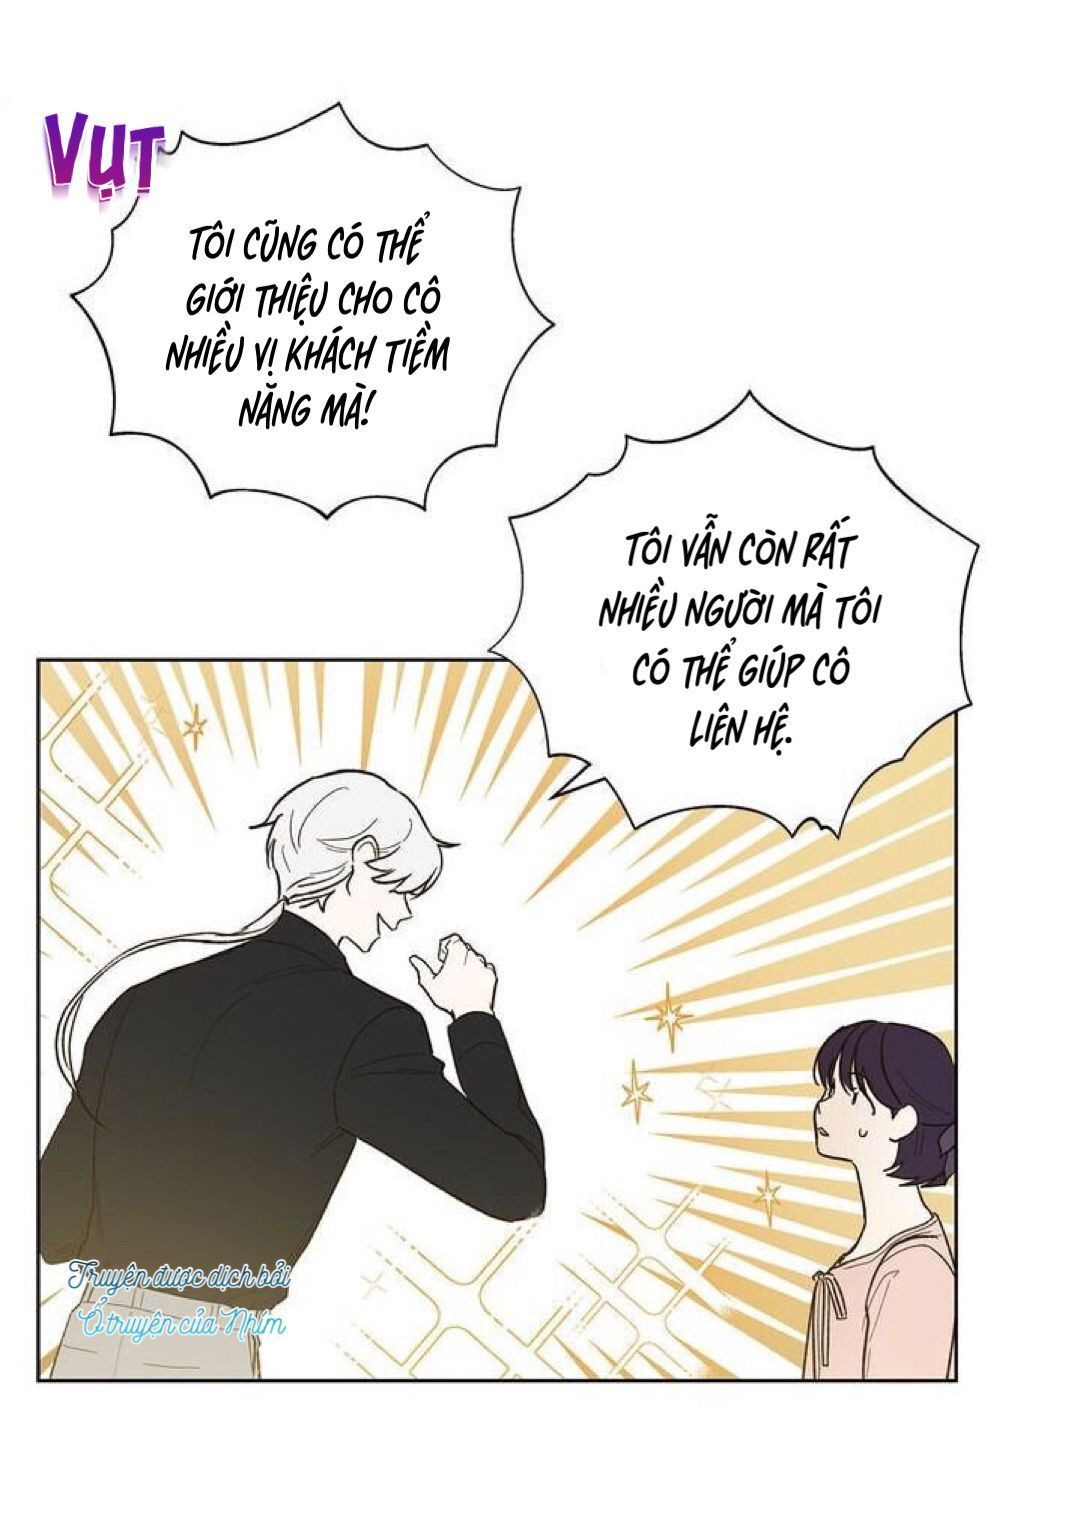 VỤT
TÔI CŨNG CÓ THỂ
GIỚI THIỆU CHO CÔ
NHIỀU VỊ KHÁCH TIỀM
NĂNG MÀ!
TÔI VẪN CÒN RẤT
NHIỀU NGƯỜI MÀ TÔI
CÓ THỂ GIÚP CÔ
LIÊN HỆ.
Truyện được dịch bởi
Ổ truyện của Nhím